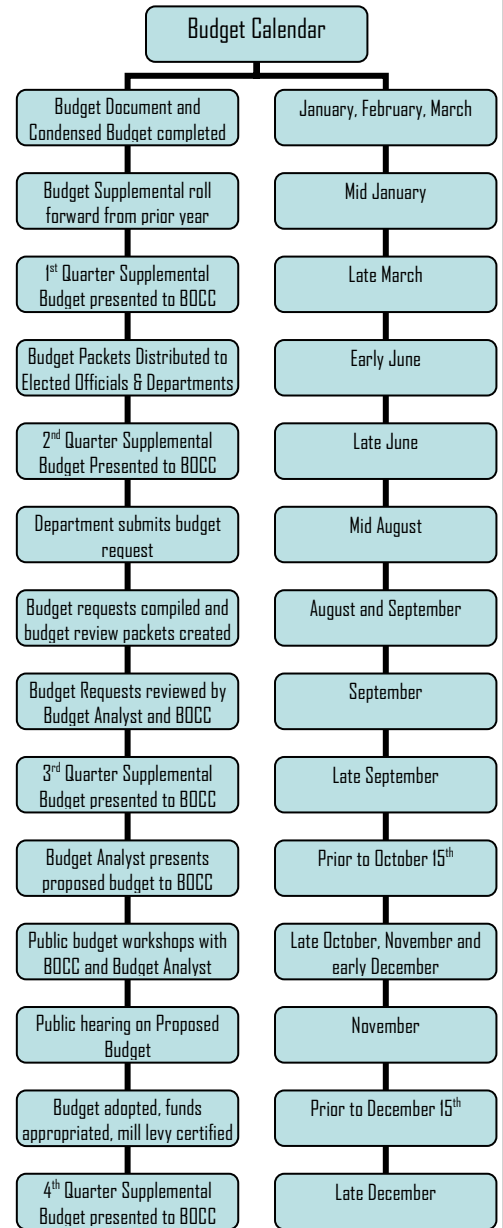 Budget Calendar
Budget Document and
Condensed Budget completed
January, February, March
Budget Supplemental roll
forward from prior year
Mid January
1st Quarter Supplemental
Budget presented to BOCC
Late March
Budget Packets Distributed to
Elected Officials & Departments
Early June
2nd Quarter Supplemental
Budget Presented to BOCC
Late June
Department submits budget
request
Mid August
Budget requests compiled and
budget review packets created
August and September
Budget Requests reviewed by
Budget Analyst and BOCC
September
3rd Quarter Supplemental
Budget presented to BOCC
Late September
Budget Analyst presents
proposed budget to BOCC
Prior to October 15th
Public budget workshops with
BOCC and Budget Analyst
Late October, November and
early December
Public hearing on Proposed
Budget
November
Budget adopted, funds
appropriated, mill levy certified
Prior to December 15th
4th Quarter Supplemental
Budget presented to BOCC
Late December